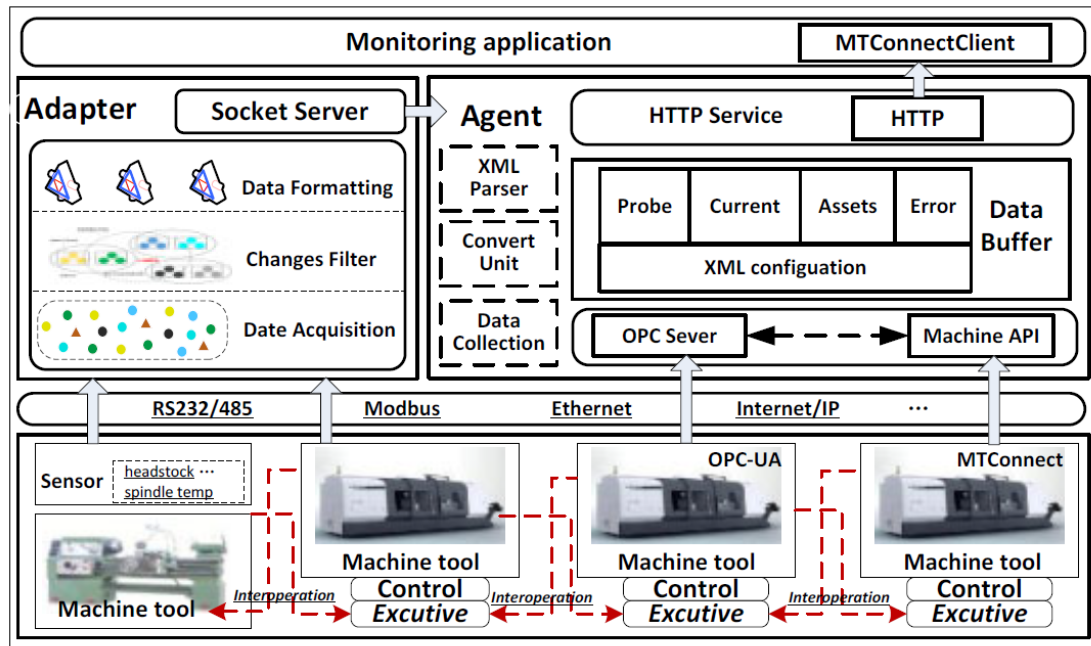 Monitoring application
MTConnectClient
Adapter
Socket Server
Data Formatting
Changes Filter
Date Acquisition
Agent
XML
Parser
Convert
Unit
Data
Collection
HTTP Service
HTTP
Probe
Current
Assets
Error
XML configuation
Data
Buffer
OPC Sever
Machine API
RS232/485
Modbus
Ethernet
Internet/IP
...
Sensor
headstock ...
spindle temp
Machine tool
Machine tool
Control
Excutive
OPC-UA
Machine tool
Control
Excutive
MTConnect
Machine tool
Control
Excutive
Interoperation
Interoperation
Interoperation